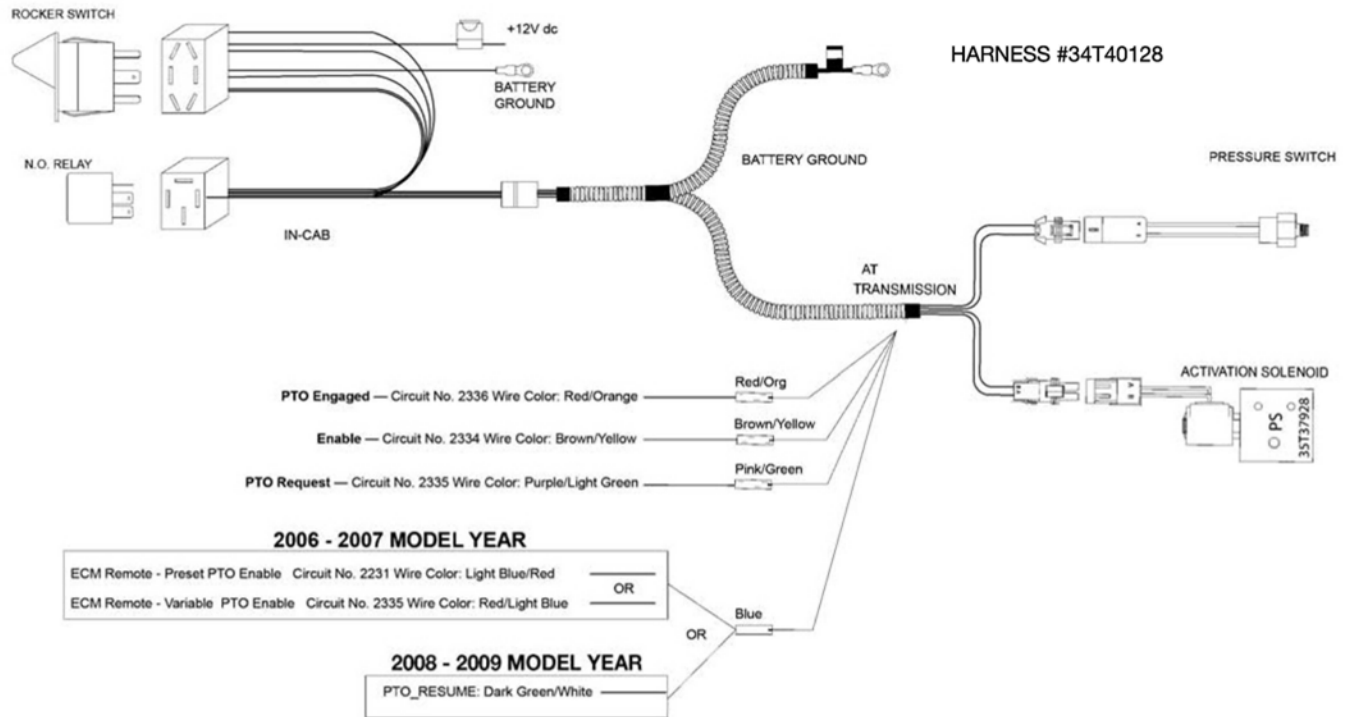 ROCKER SWITCH
+12V dc
BATTERY
GROUND
HARNESS #34T40128
N.O. RELAY
IN-CAB
BATTERY GROUND
PRESSURE SWITCH
AT
TRANSMISSION
ACTIVATION SOLENOID
PS
35T37928
PTO Engaged — Circuit No. 2336 Wire Color: Red/Orange
Red/Org
Enable — Circuit No. 2334 Wire Color: Brown/Yellow
Brown/Yellow
PTO Request — Circuit No. 2335 Wire Color: Purple/Light Green
Pink/Green
2006 - 2007 MODEL YEAR
ECM Remote - Preset PTO Enable Circuit No. 2231 Wire Color: Light Blue/Red
OR
ECM Remote - Variable PTO Enable Circuit No. 2335 Wire Color: Red/Light Blue
OR
Blue
2008 - 2009 MODEL YEAR
PTO_RESUME: Dark Green/White